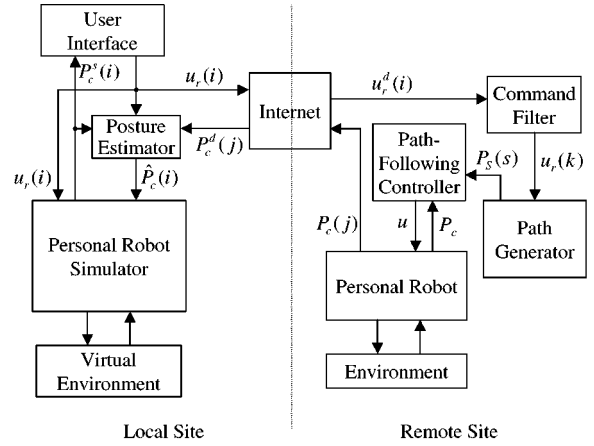 User
Interface
P_c^s(i)
u_r(i)
u_r^d(i)
Internet
Command
Filter
Posture
Estimator
P_c^d(j)
Path-
Following
Controller
P_S(s)
u_r(k)
u_r(i)
P̂_c(i)
P_c(j)
u
P_c
Path
Generator
Personal Robot
Simulator
Personal Robot
Virtual
Environment
Environment
Local Site
Remote Site